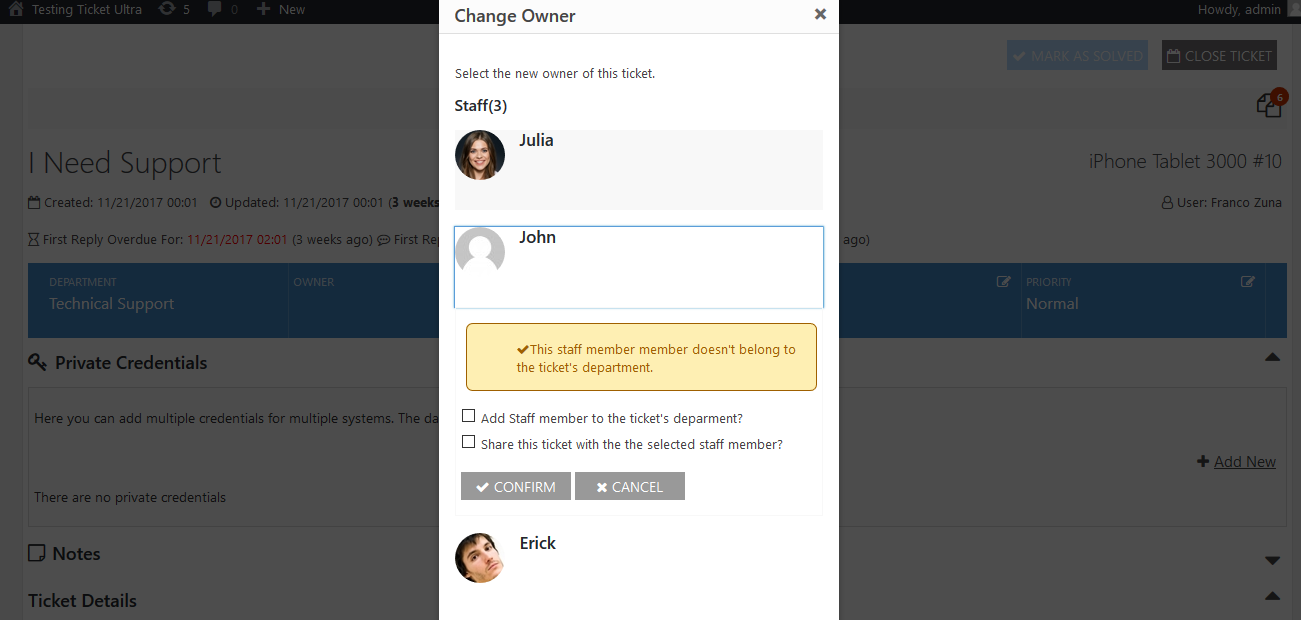 Testing Ticket Ultra 5 0 New Howdy, admin
Change Owner
MARK AS SOLVED CLOSE TICKET
6
Select the new owner of this ticket.
Staff(3)
Julia
I Need Support iPhone Tablet 3000 #10
Created: 11/21/2017 00:01 Updated: 11/21/2017 00:01 (3 weeks User: Franco Zuna
John
First Reply Overdue For: 11/21/2017 02:01 (3 weeks ago) First Rep ago)
DEPARTMENT OWNER PRIORITY
Technical Support Normal
This staff member member doesn't belong to
the ticket's department.
Private Credentials
Here you can add multiple credentials for multiple systems. The da
Add Staff member to the ticket's deparment?
Share this ticket with the the selected staff member?
Add New
CONFIRM CANCEL
There are no private credentials
Erick
Notes
Ticket Details